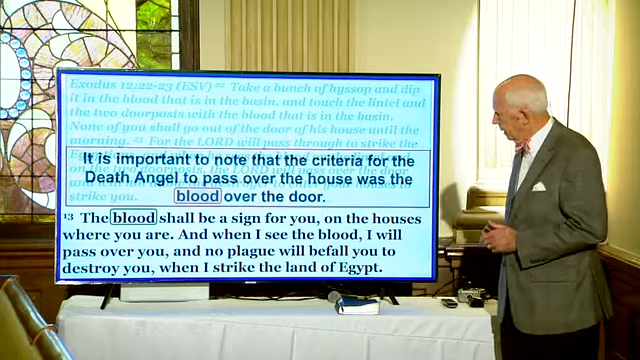 Exodus 12:22-23 (ESV) 22 Take a bunch of hyssop and dip
it in the blood that is in the basin, and touch the lintel and
the two doorposts with the blood that is in the basin.
None of you shall go out of the door of his house until the
morning. 23 For the LORD will pass through to strike the
It is important to note that the criteria for the
Death Angel to pass over the house was the
blood over the door.
strike you.
13 The blood shall be a sign for you, on the houses
where you are. And when I see the blood, I will
pass over you, and no plague will befall you to
destroy you, when I strike the land of Egypt.